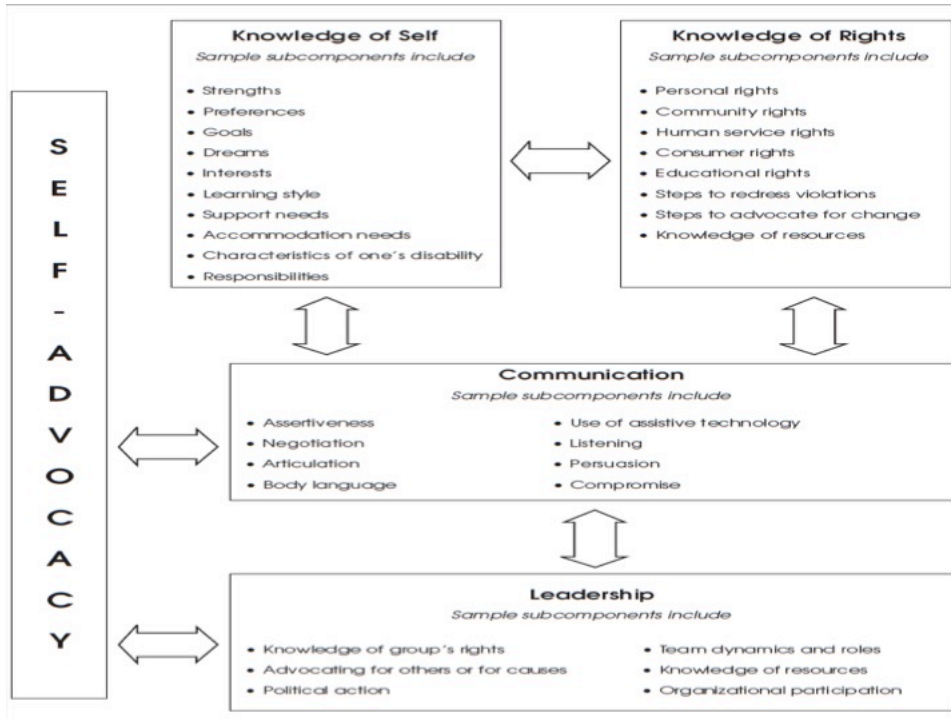 SELF-ADVOCACY
Knowledge of Self
Sample subcomponents include
• Strengths
• Preferences
• Goals
• Dreams
• Interests
• Learning style
• Support needs
• Accommodation needs
• Characteristics of one's disability
• Responsibilities
Knowledge of Rights
Sample subcomponents include
• Personal rights
• Community rights
• Human service rights
• Consumer rights
• Educational rights
• Steps to redress violations
• Steps to advocate for change
• Knowledge of resources
Communication
Sample subcomponents include
• Assertiveness
• Negotiation
• Articulation
• Body language
• Use of assistive technology
• Listening
• Persuasion
• Compromise
Leadership
Sample subcomponents include
• Knowledge of group's rights
• Advocating for others or for causes
• Political action
• Team dynamics and roles
• Knowledge of resources
• Organizational participation